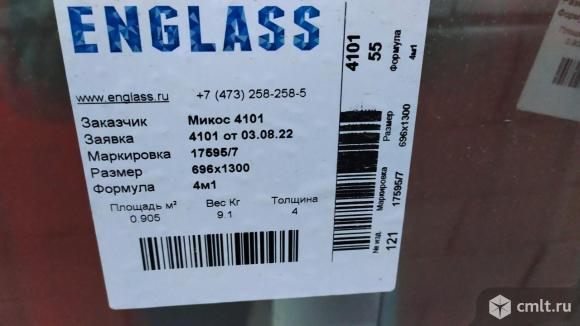 ENGLASS
www.englass.ru +7 (473) 258-258-5
Заказчик Микос 4101
Заявка 4101 от 03.08.22
Маркировка 17595/7
Размер 696x1300
Формула 4м1
Площадь м² Вес Кг Толщина
0.905 9.1 4
4101
55
Формула
4м1
Размер
696x1300
Маркировка
17595/7
№ изд.
121
cmlt.ru